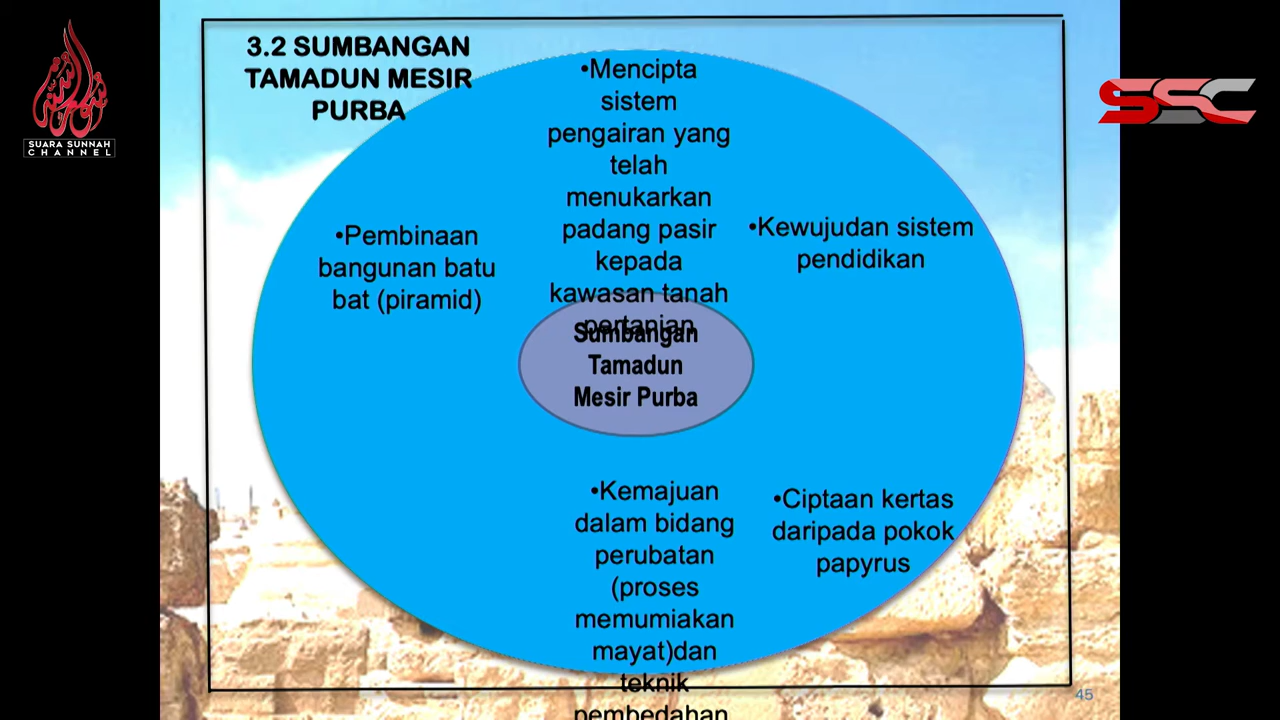 3.2 SUMBANGAN
TAMADUN MESIR
PURBA
SUARA SUNNAH
CHANNEL
SSC
•Mencipta
sistem
pengairan yang
telah
menukarkan
padang pasir
kepada
kawasan tanah
pertanian
•Pembinaan
bangunan batu
bat (piramid)
•Kewujudan sistem
pendidikan
Sumbangan
Tamadun
Mesir Purba
•Kemajuan
dalam bidang
perubatan
(proses
memumiakan
mayat)dan
teknik
pembedahan
•Ciptaan kertas
daripada pokok
papyrus
45